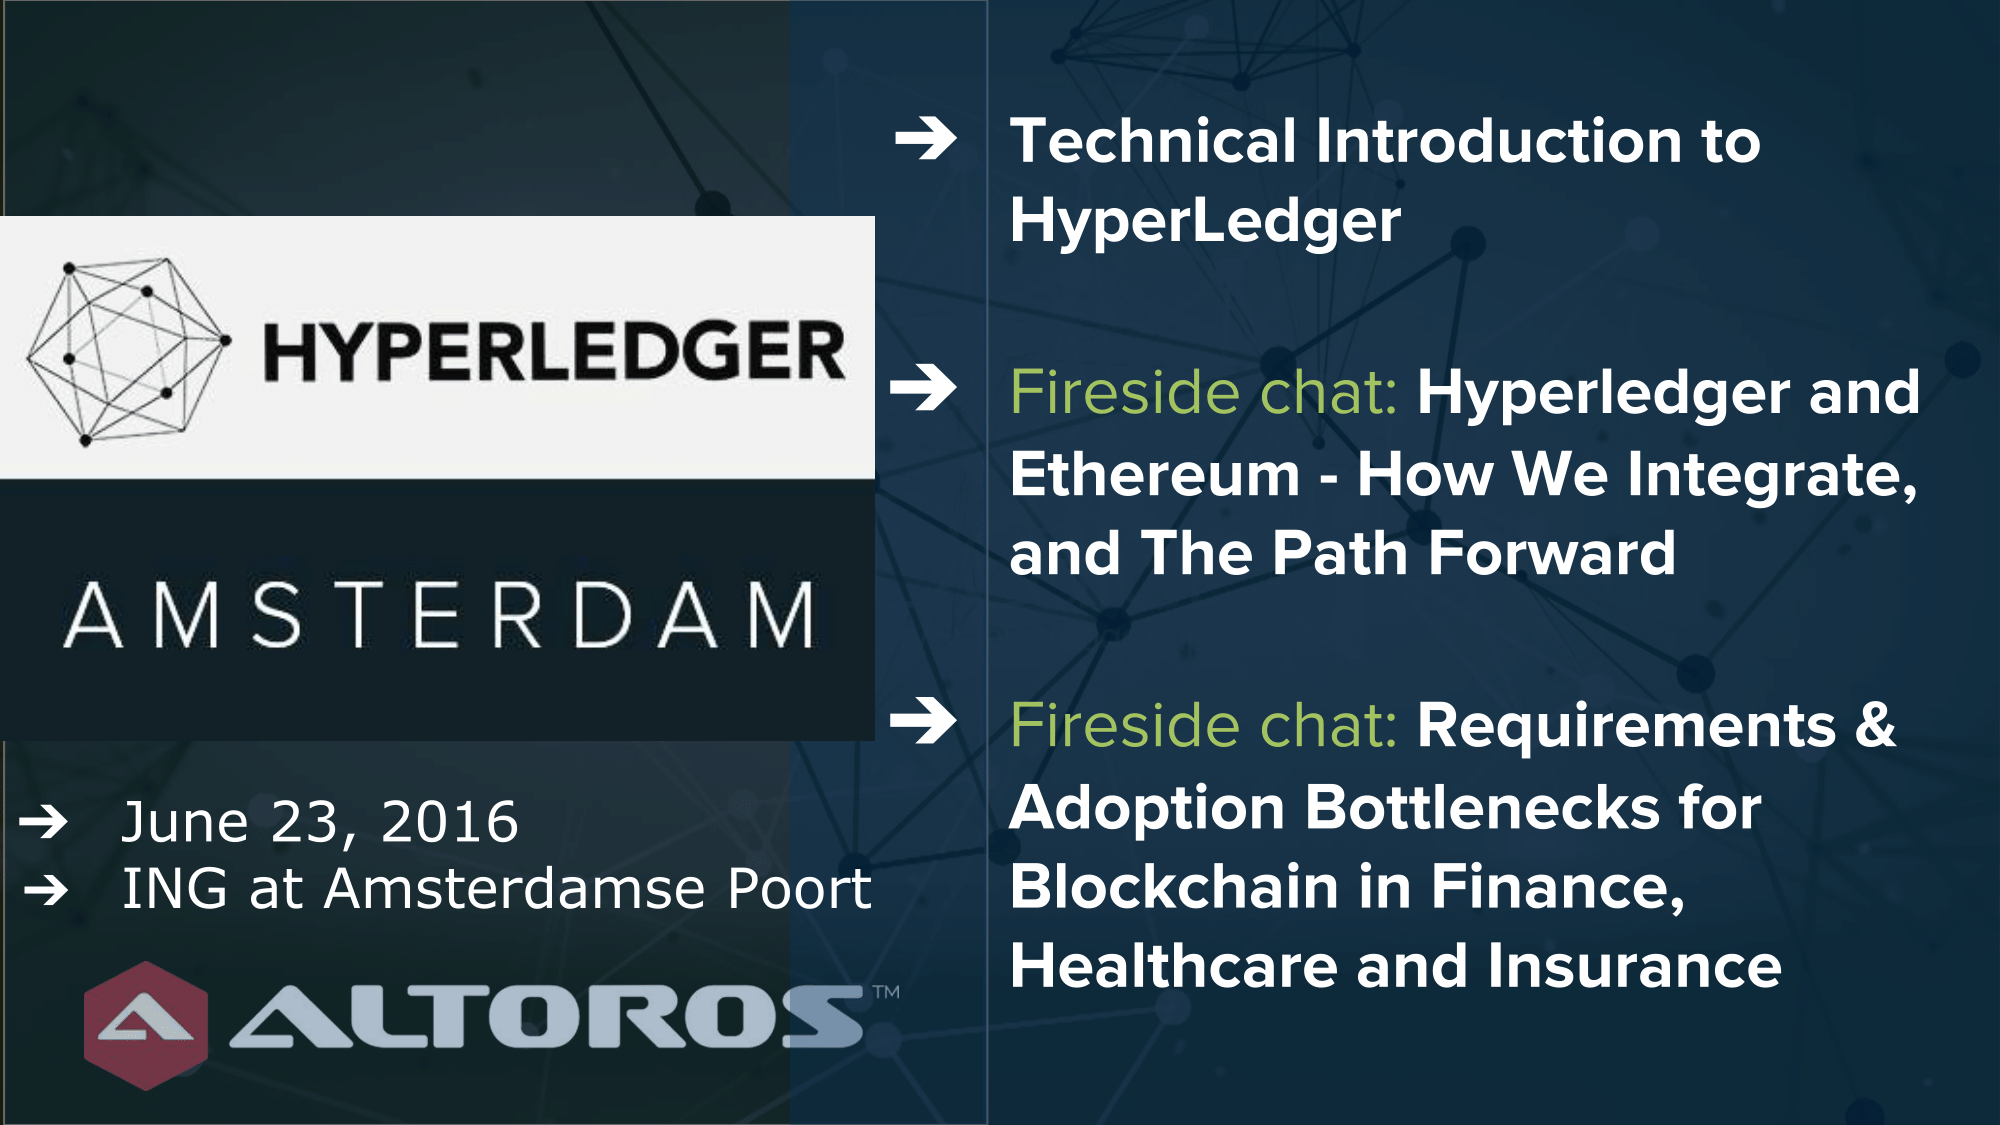 HYPERLEDGER
AMSTERDAM
➔ June 23, 2016
➔ ING at Amsterdamse Poort
ALTOROS™
➔ Technical Introduction to
HyperLedger
➔ Fireside chat: Hyperledger and
Ethereum - How We Integrate,
and The Path Forward
➔ Fireside chat: Requirements &
Adoption Bottlenecks for
Blockchain in Finance,
Healthcare and Insurance